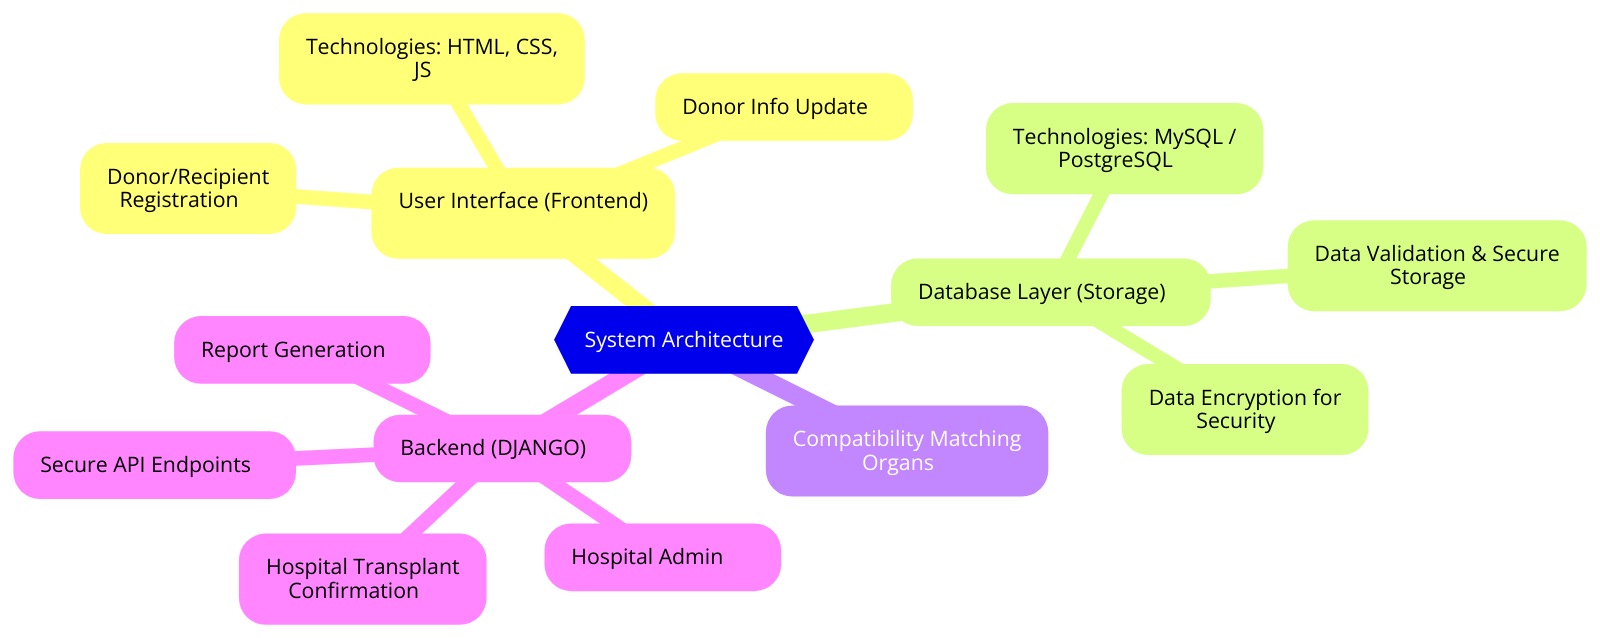 Technologies: HTML, CSS,
JS
Donor Info Update
Donor/Recipient
Registration
User Interface (Frontend)
Technologies: MySQL /
PostgreSQL
Data Validation & Secure
Storage
Database Layer (Storage)
Data Encryption for
Security
System Architecture
Compatibility Matching
Organs
Report Generation
Backend (DJANGO)
Secure API Endpoints
Hospital Transplant
Confirmation
Hospital Admin